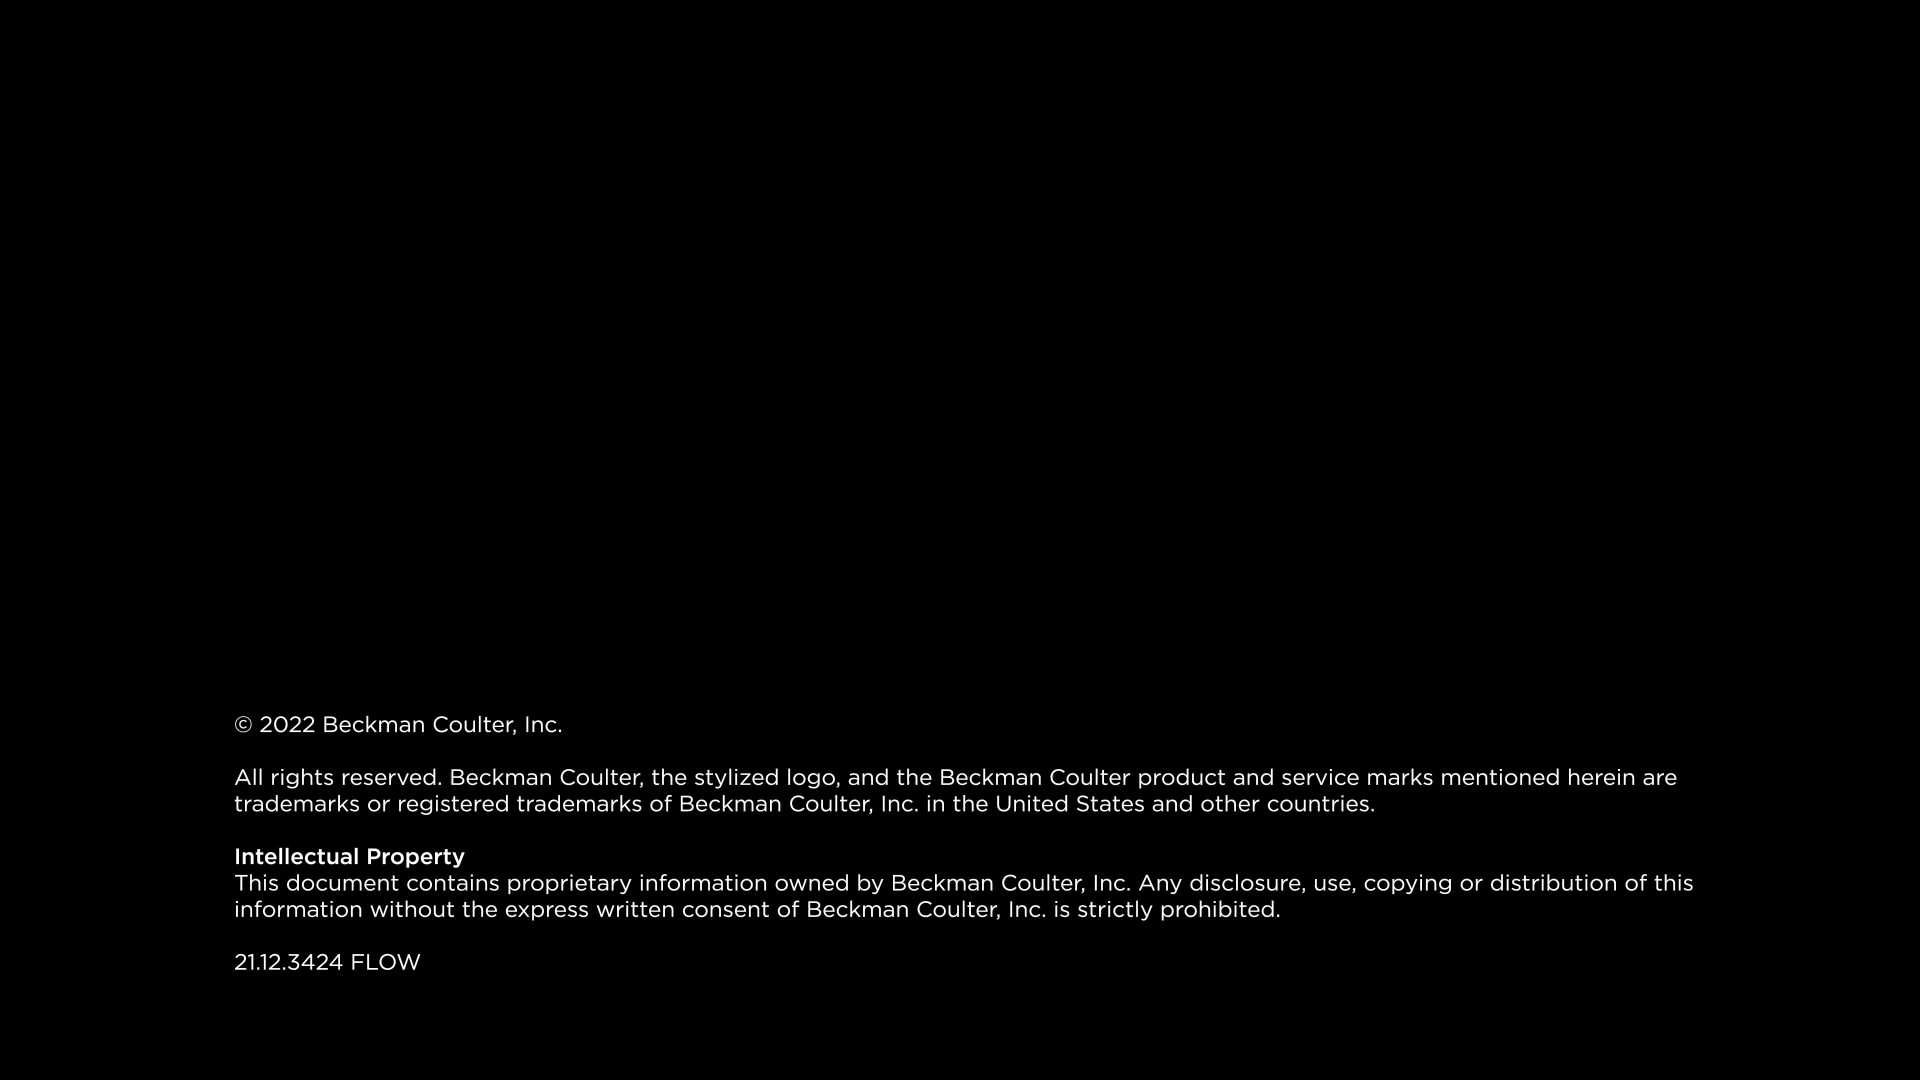 © 2022 Beckman Coulter, Inc.
All rights reserved. Beckman Coulter, the stylized logo, and the Beckman Coulter product and service marks mentioned herein are
trademarks or registered trademarks of Beckman Coulter, Inc. in the United States and other countries.
Intellectual Property
This document contains proprietary information owned by Beckman Coulter, Inc. Any disclosure, use, copying or distribution of this
information without the express written consent of Beckman Coulter, Inc. is strictly prohibited.
21.12.3424 FLOW